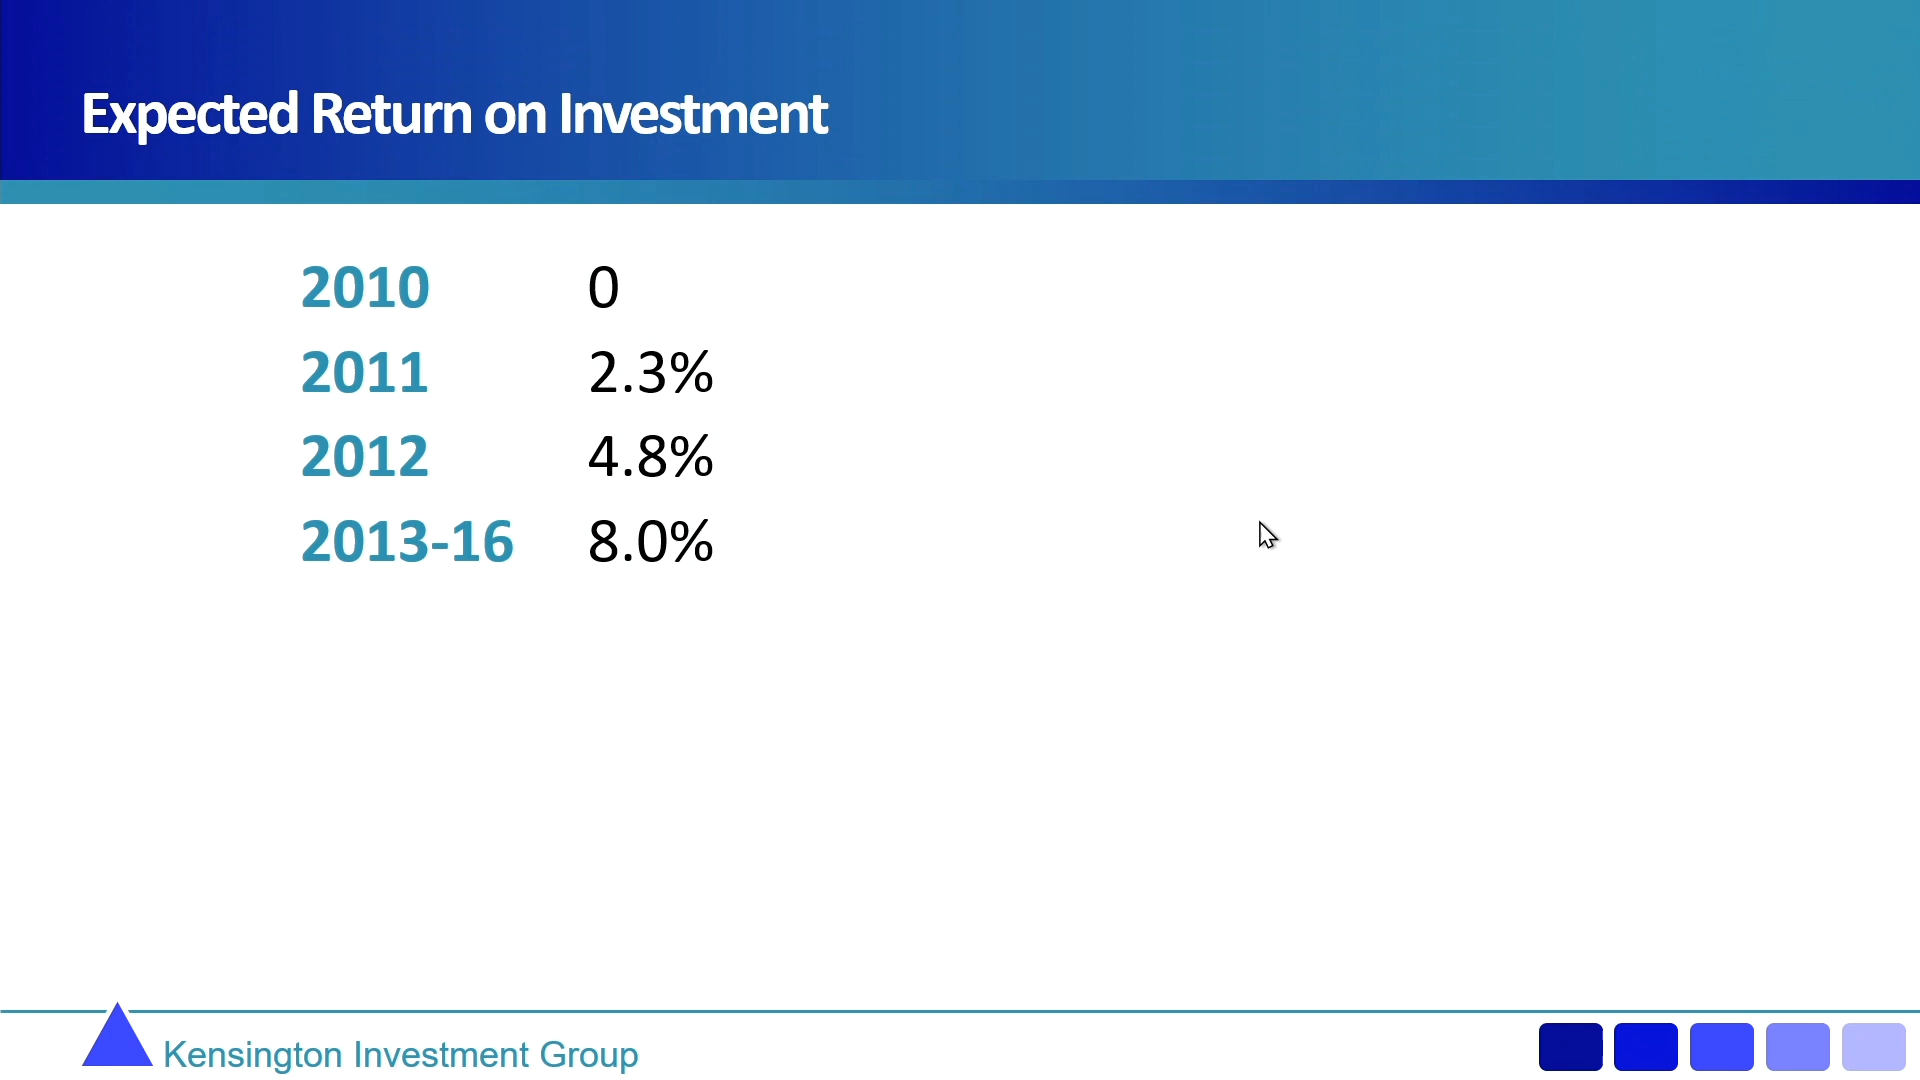 Expected Return on Investment
2010 0
2011 2.3%
2012 4.8%
2013-16 8.0%
Kensington Investment Group